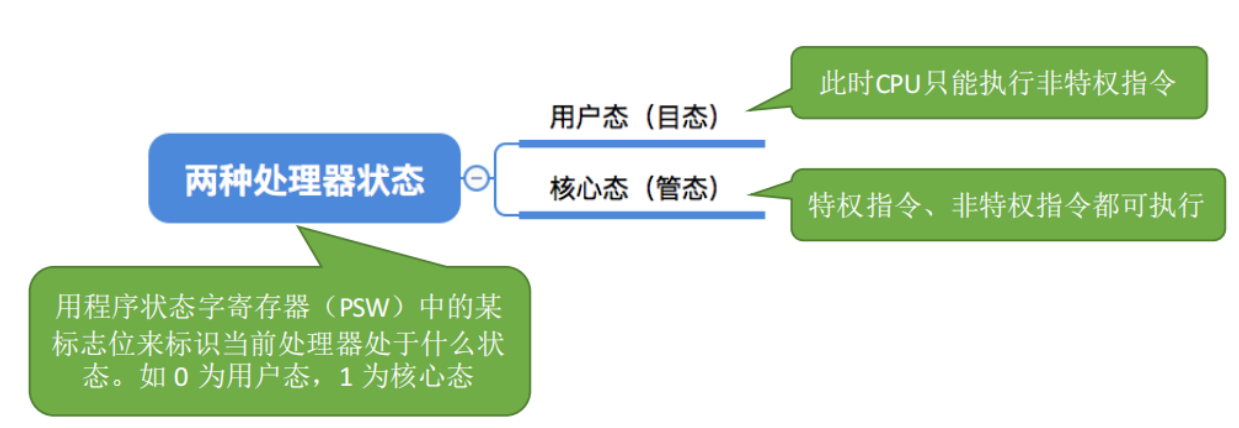 此时CPU只能执行非特权指令
用户态（目态）
两种处理器状态
核心态（管态）
特权指令、非特权指令都可执行
用程序状态字寄存器（PSW）中的某
标志位来标识当前处理器处于什么状
态。如 0 为用户态，1 为核心态